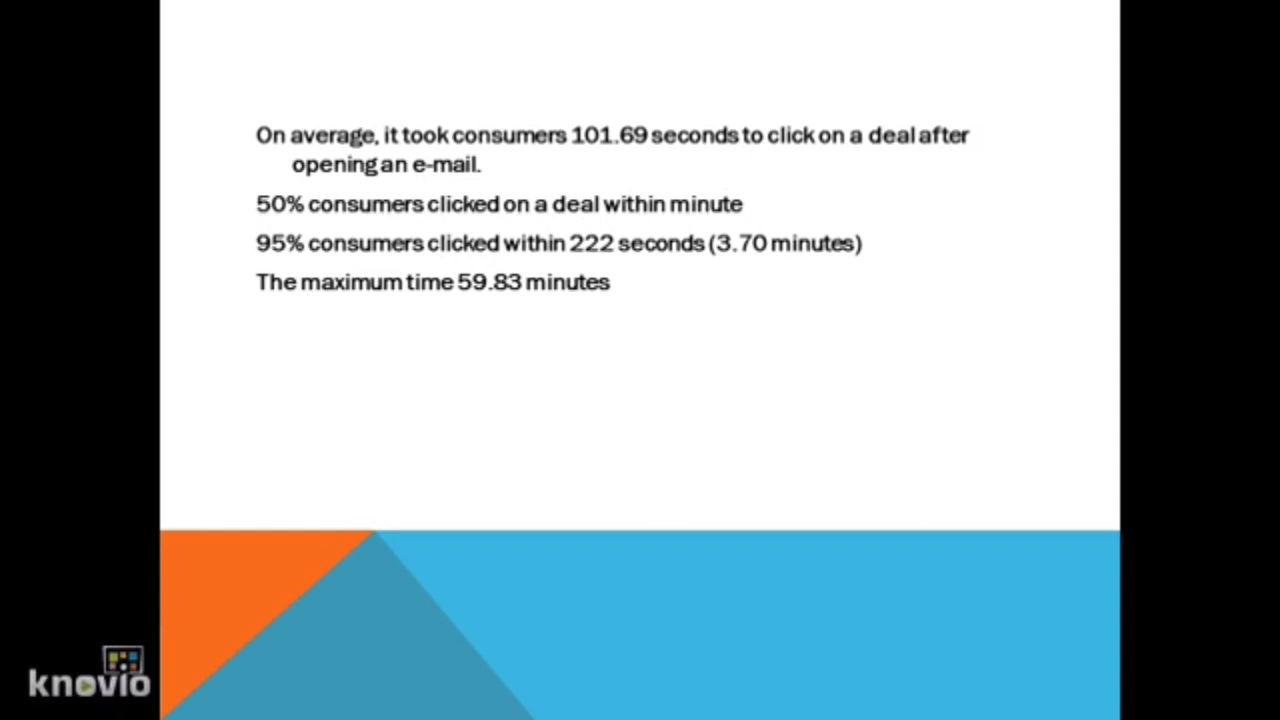 On average, it took consumers 101.69 seconds to click on a deal after
opening an e-mail.
50% consumers clicked on a deal within minute
95% consumers clicked within 222 seconds (3.70 minutes)
The maximum time 59.83 minutes
knovio